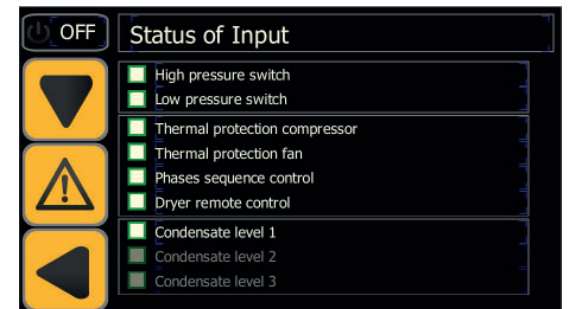 OFF
Status of Input
High pressure switch
Low pressure switch
Thermal protection compressor
Thermal protection fan
Phases sequence control
Dryer remote control
Condensate level 1
Condensate level 2
Condensate level 3